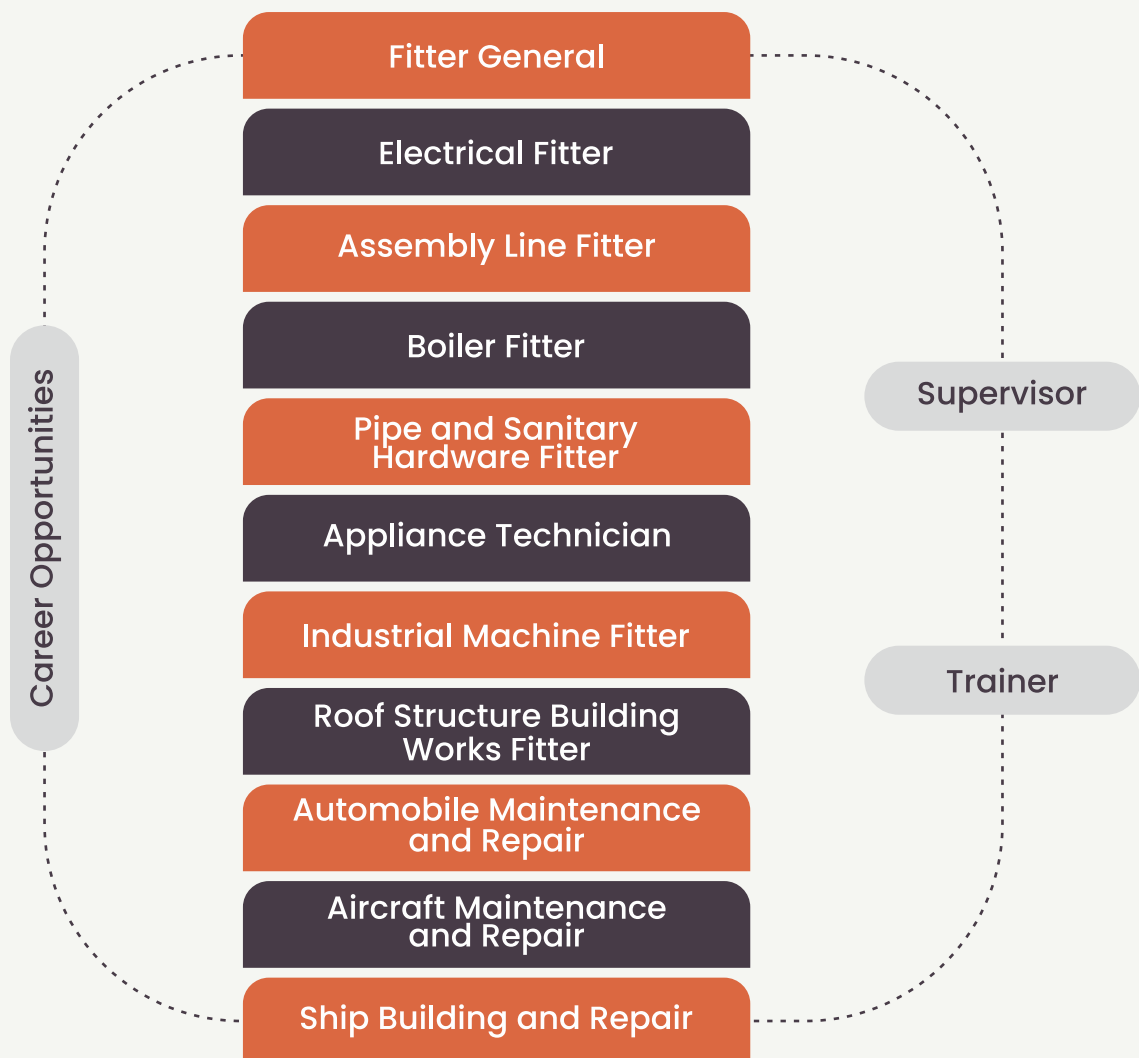 Fitter General
Electrical Fitter
Assembly Line Fitter
Boiler Fitter
Pipe and Sanitary
Hardware Fitter
Appliance Technician
Industrial Machine Fitter
Roof Structure Building
Works Fitter
Automobile Maintenance
and Repair
Aircraft Maintenance
and Repair
Ship Building and Repair
Career Opportunities
Supervisor
Trainer